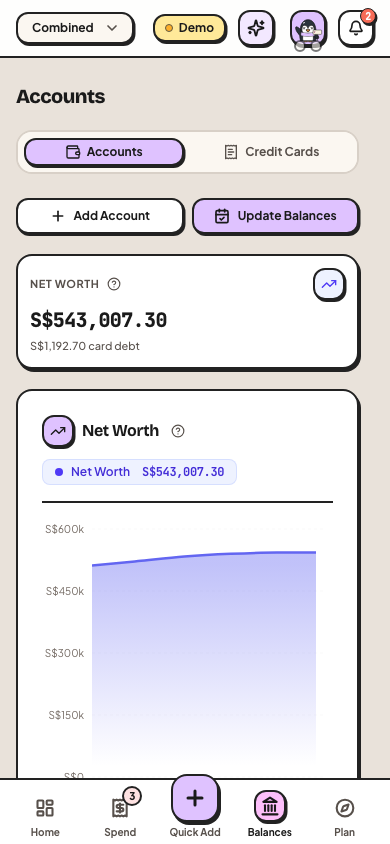 Combined
Demo
2
Accounts
Accounts
Credit Cards
Add Account
Update Balances
NET WORTH
S$543,007.30
S$1,192.70 card debt
Net Worth
Net Worth S$543,007.30
S$600k
S$450k
S$300k
S$150k
S$0
3
Home
Spend
Quick Add
Balances
Plan